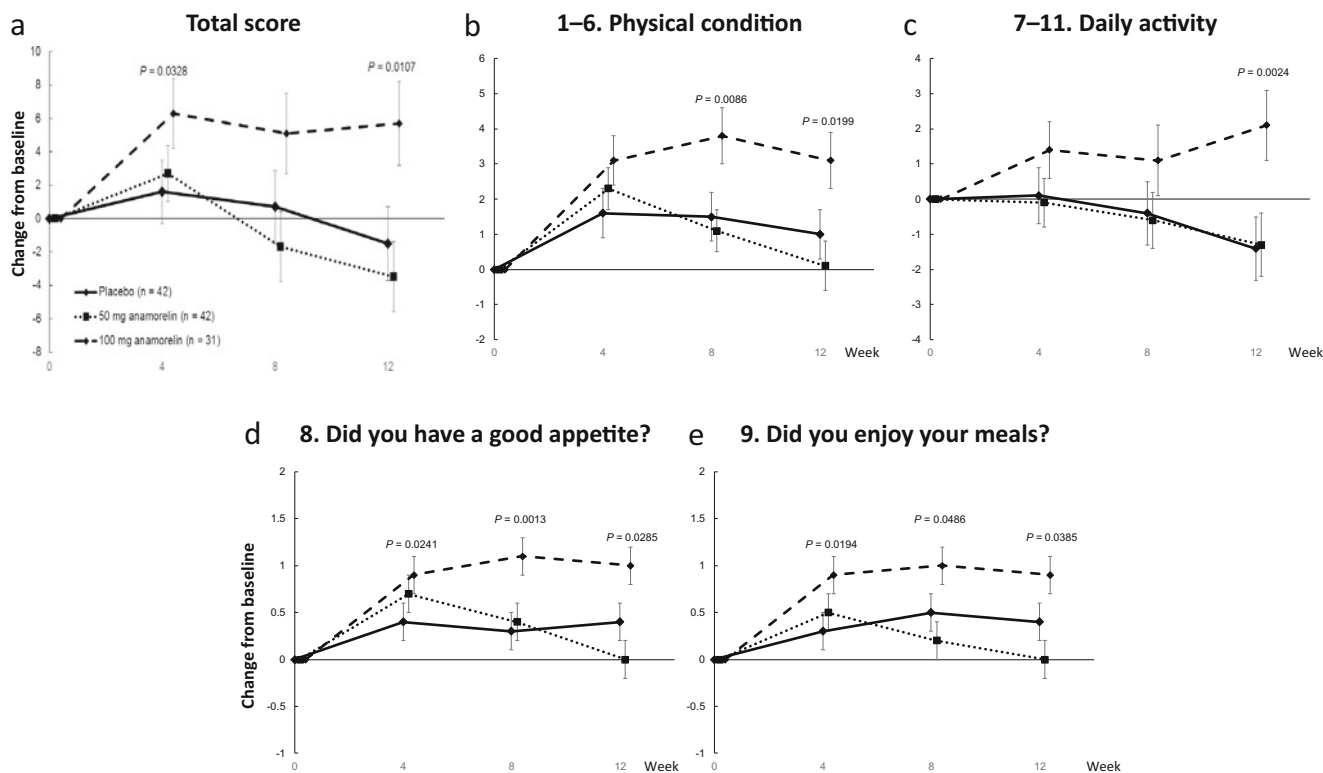 a
Total score
b
1–6. Physical condition
c
7–11. Daily activity
Change from baseline
10
8
6
4
2
0
-2
-4
-6
-8
P = 0.0328
P = 0.0107
Placebo (n = 42)
50 mg anamorelin (n = 42)
100 mg anamorelin (n = 31)
0
4
8
12
6
5
4
3
2
1
0
-1
-2
P = 0.0086
P = 0.0199
0
4
8
12
Week
4
3
2
1
0
-1
-2
-3
-4
P = 0.0024
0
4
8
12
Week
d
8. Did you have a good appetite?
e
9. Did you enjoy your meals?
Change from baseline
2
1.5
1
0.5
0
-0.5
-1
P = 0.0241
P = 0.0013
P = 0.0285
0
4
8
12
Week
2
1.5
1
0.5
0
-0.5
-1
P = 0.0194
P = 0.0486
P = 0.0385
0
4
8
12
Week